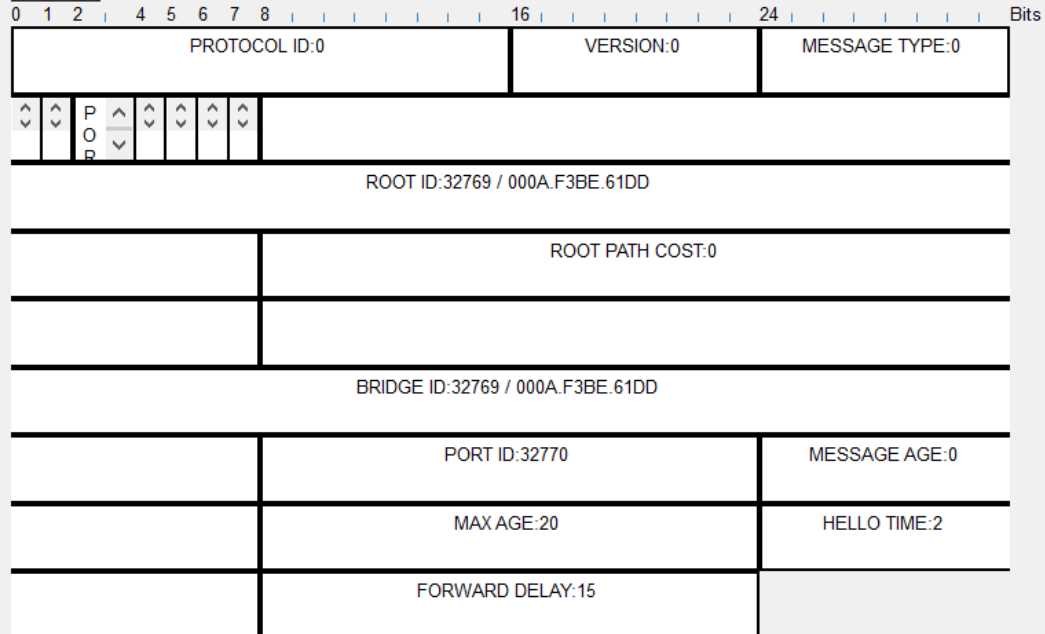 0 1 2 4 5 6 7 8 16 24 Bits
PROTOCOL ID:0 VERSION:0 MESSAGE TYPE:0
P
O
R
ROOT ID:32769 / 000A.F3BE.61DD
ROOT PATH COST:0
BRIDGE ID:32769 / 000A.F3BE.61DD
PORT ID:32770 MESSAGE AGE:0
MAX AGE:20 HELLO TIME:2
FORWARD DELAY:15